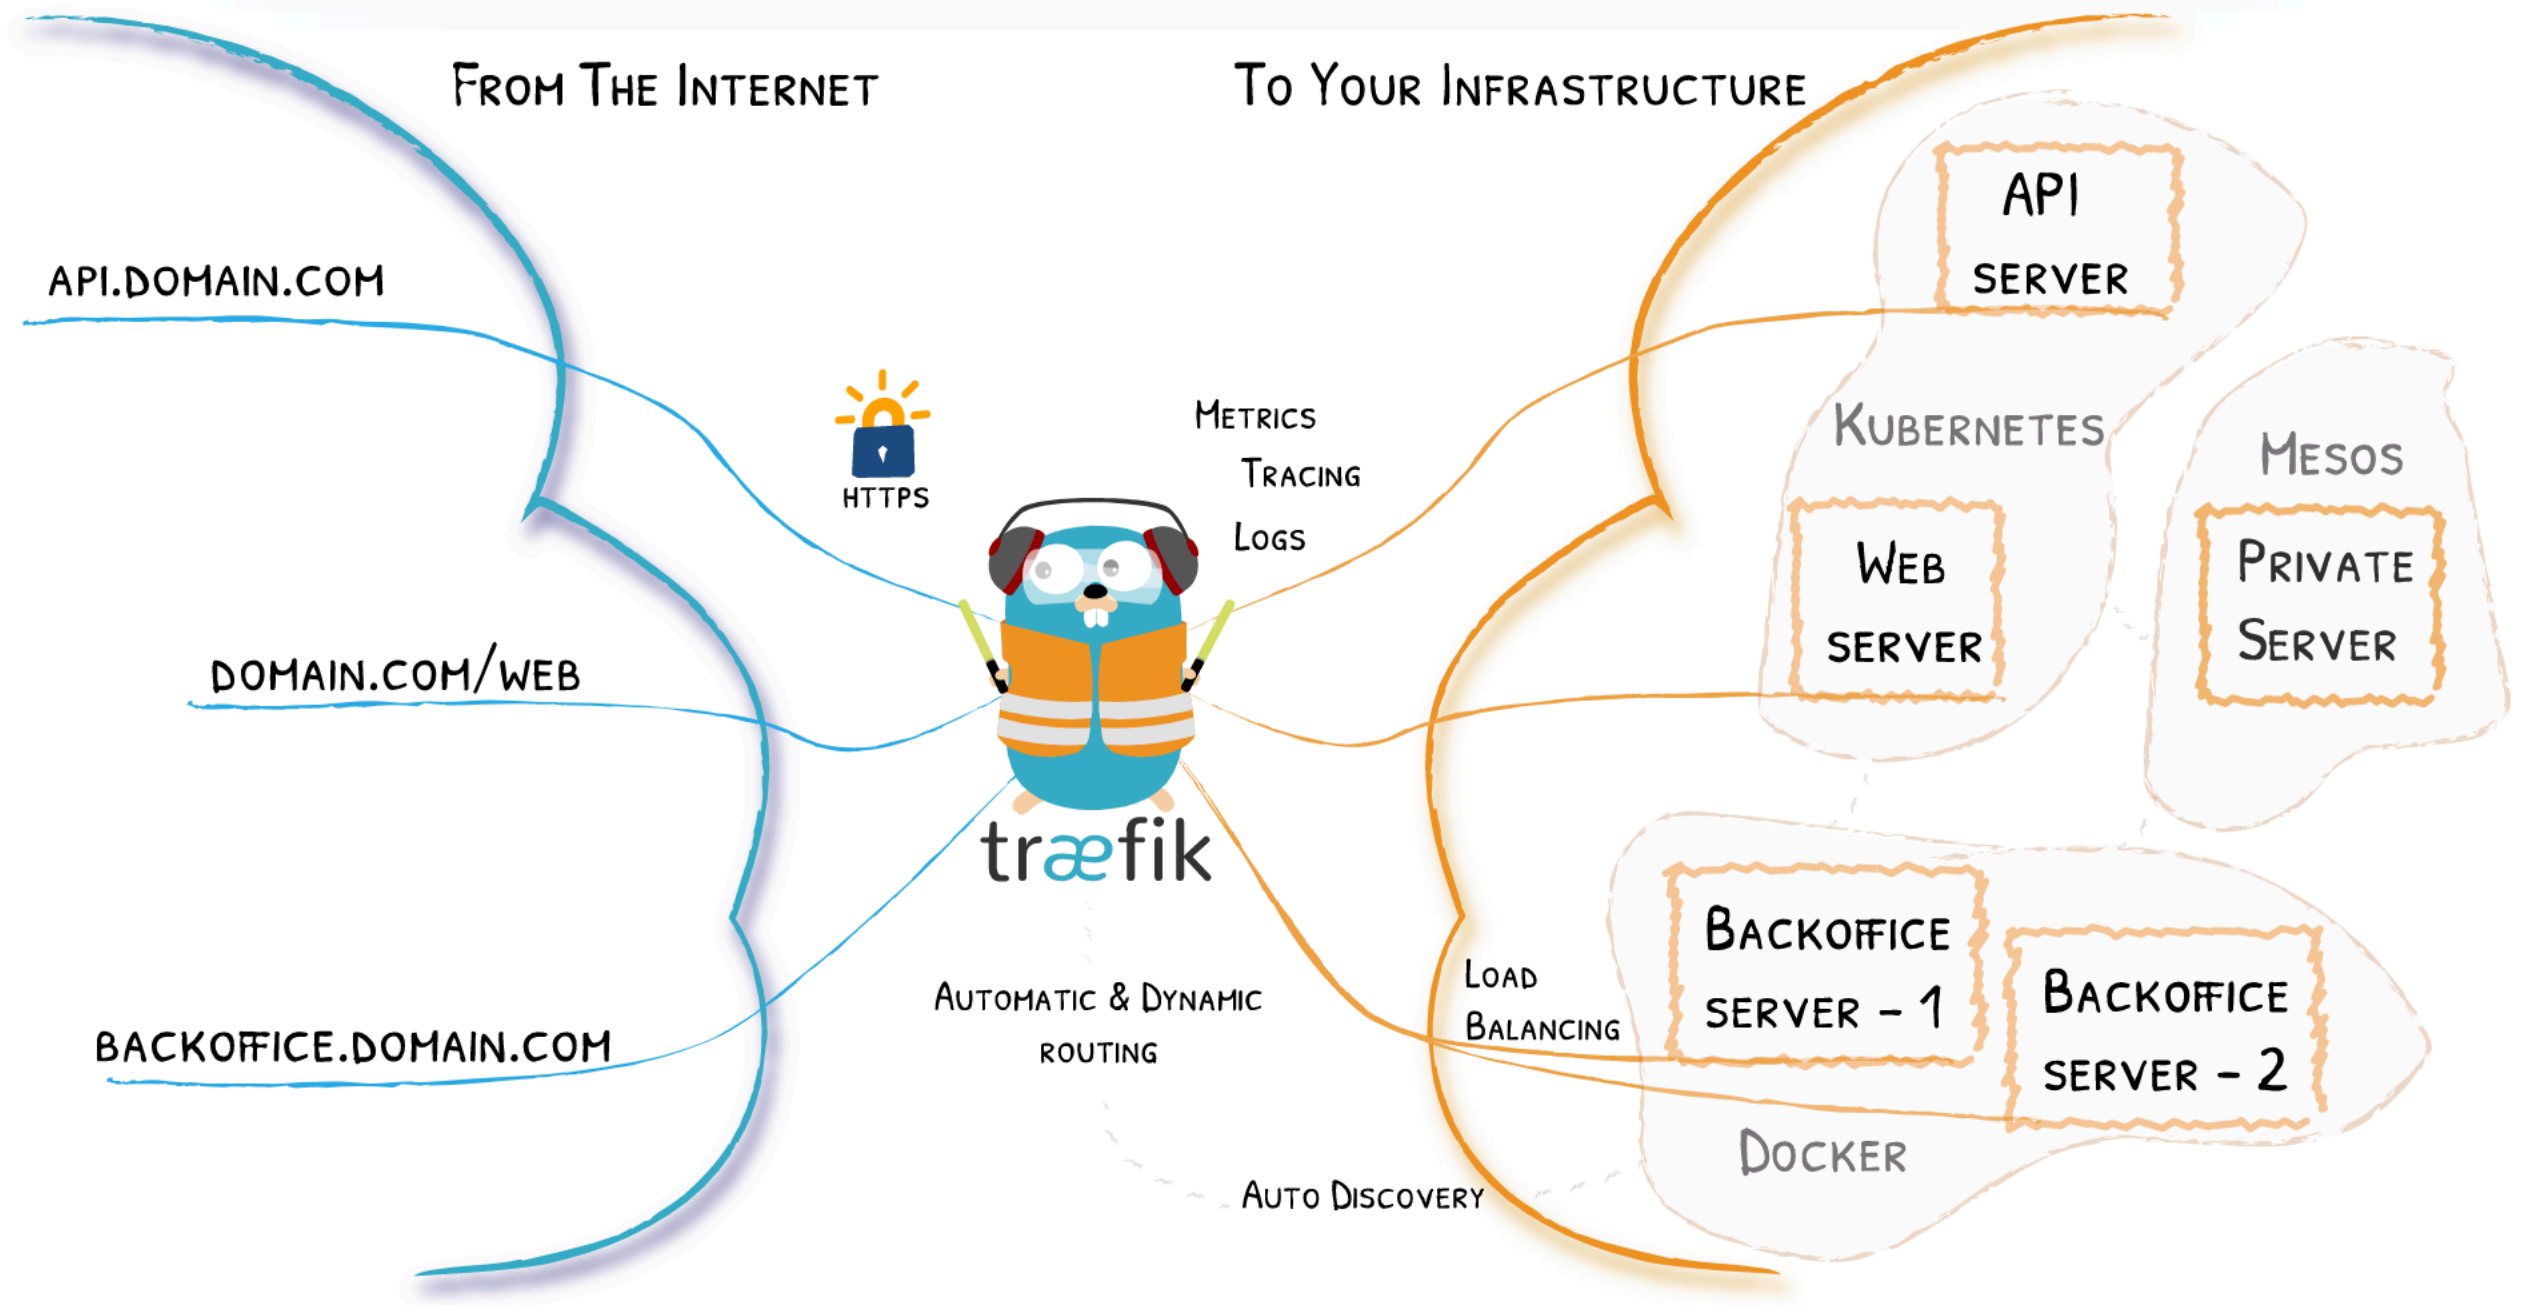 FROM THE INTERNET
TO YOUR INFRASTRUCTURE
API.DOMAIN.COM
DOMAIN.COM/WEB
BACKOFFICE.DOMAIN.COM
HTTPS
METRICS
TRACING
LOGS
træfik
AUTOMATIC & DYNAMIC
ROUTING
AUTO DISCOVERY
LOAD
BALANCING
API
SERVER
KUBERNETES
WEB
SERVER
MESOS
PRIVATE
SERVER
BACKOFFICE
SERVER - 1
BACKOFFICE
SERVER - 2
DOCKER